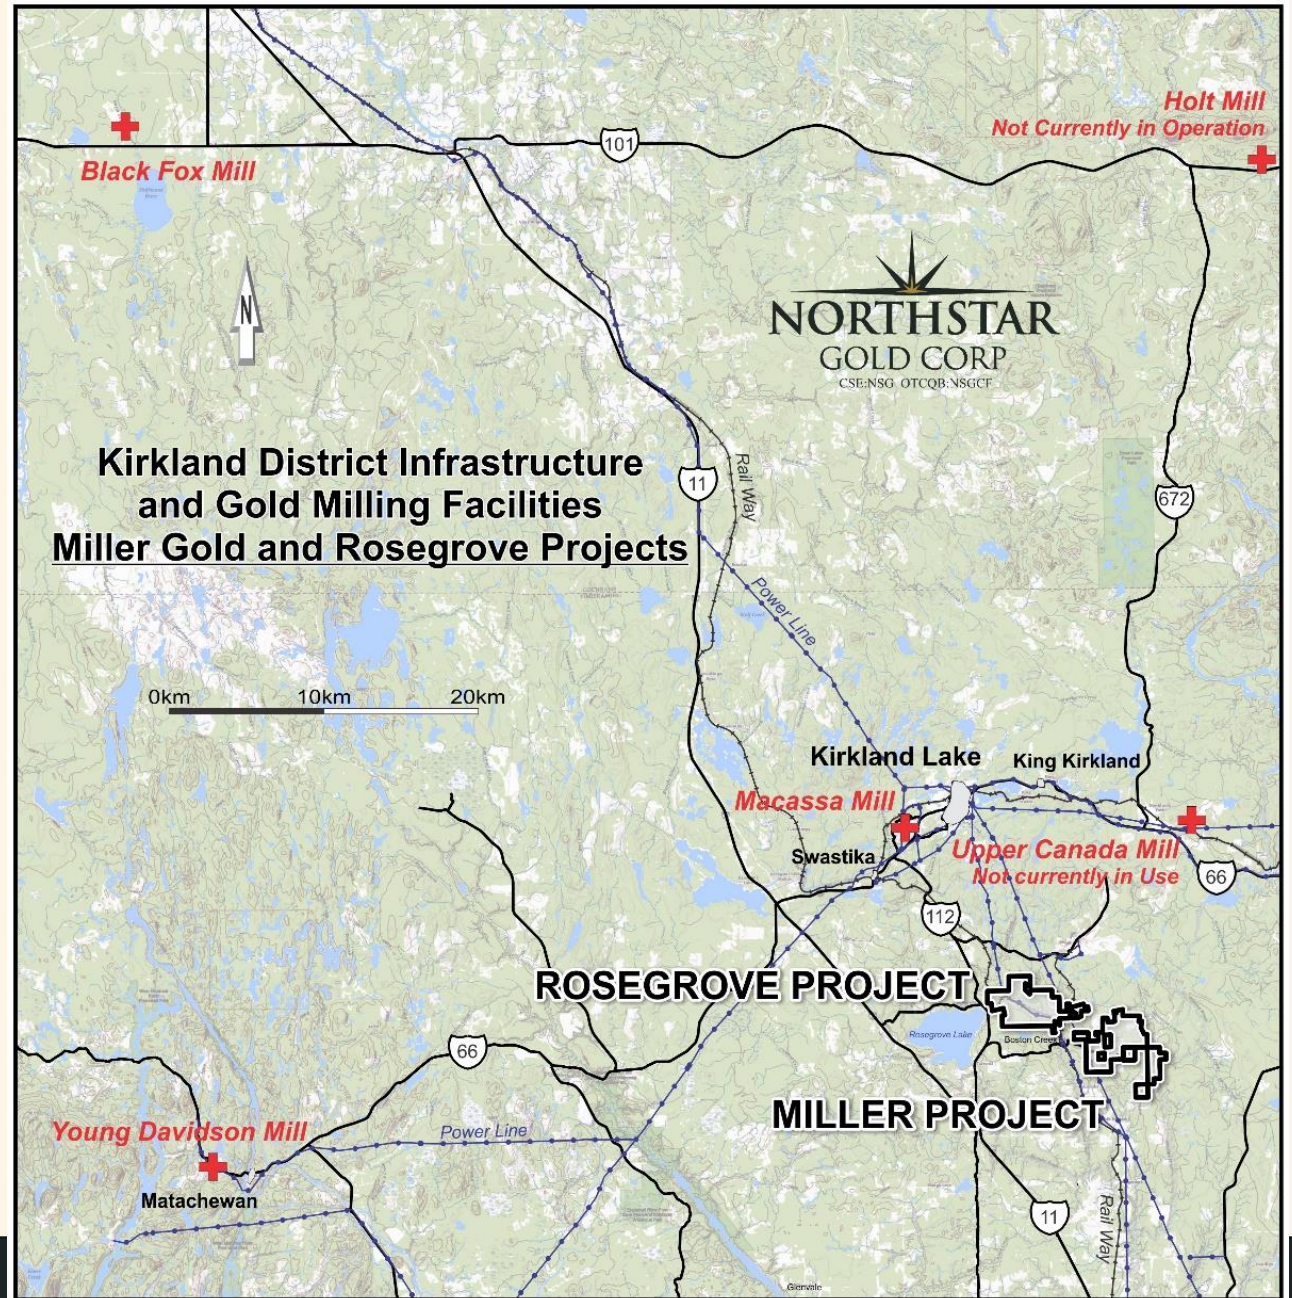 Holt Mill
Not Currently in Operation
101
Black Fox Mill
N
NORTHSTAR
GOLD CORP
CSE:NSG OTCQB:NSGCF
Kirkland District Infrastructure
and Gold Milling Facilities
Miller Gold and Rosegrove Projects
11
Rail Way
672
Power Line
0km 10km 20km
Kirkland Lake
King Kirkland
Macassa Mill
Swastika
Upper Canada Mill
Not currently in Use
66
112
ROSEGROVE PROJECT
Rosegrove Lake
Boston Creek
66
MILLER PROJECT
Young Davidson Mill
Power Line
Matachewan
11
Rail Way
Glenvale